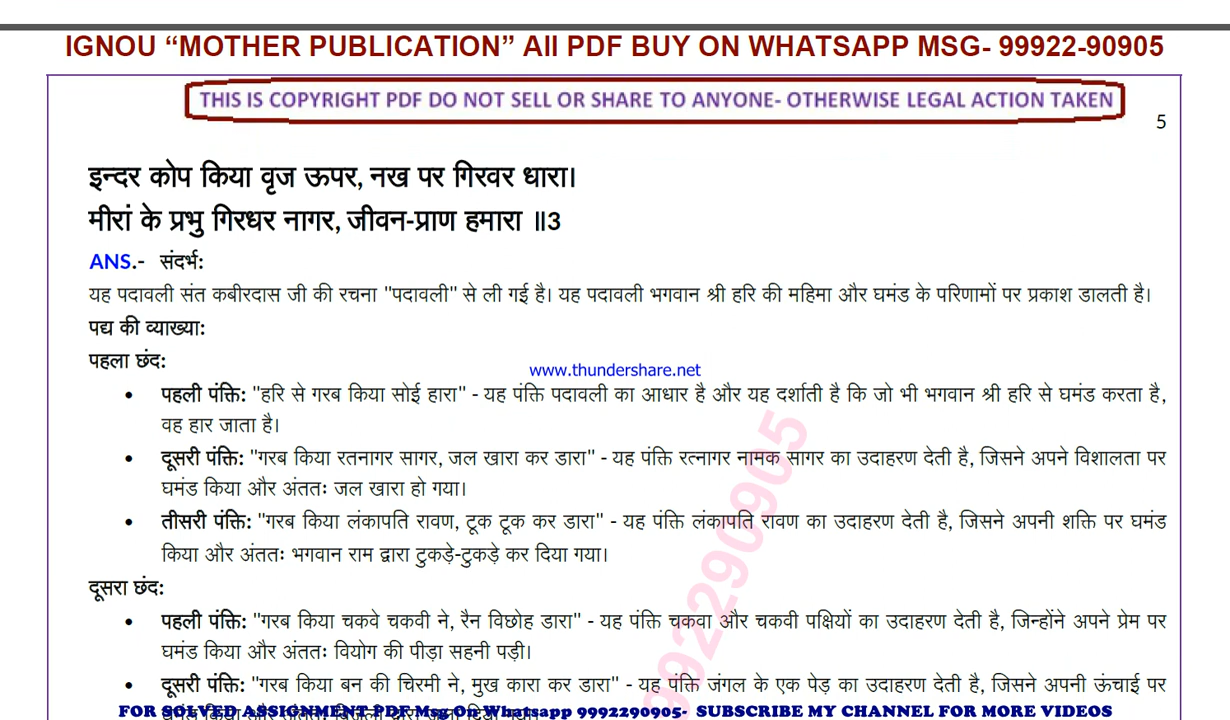 IGNOU “MOTHER PUBLICATION” All PDF BUY ON WHATSAPP MSG- 99922-90905
THIS IS COPYRIGHT PDF DO NOT SELL OR SHARE TO ANYONE- OTHERWISE LEGAL ACTION TAKEN
5
इन्दर कोप किया वृज ऊपर, नख पर गिरवर धारा।
मीरां के प्रभु गिरधर नागर, जीवन-प्राण हमारा ॥3
ANS.- संदर्भ:
यह पदावली संत कबीरदास जी की रचना "पदावली" से ली गई है। यह पदावली भगवान श्री हरि की महिमा और घमंड के परिणामों पर प्रकाश डालती है।
पद्य की व्याख्या:
पहला छंद:
www.thundershare.net
• पहली पंक्ति: "हरि से गरब किया सोई हारा" - यह पंक्ति पदावली का आधार है और यह दर्शाती है कि जो भी भगवान श्री हरि से घमंड करता है,
वह हार जाता है।
• दूसरी पंक्ति: "गरब किया रतनागर सागर, जल खारा कर डारा" - यह पंक्ति रत्नागर नामक सागर का उदाहरण देती है, जिसने अपने विशालता पर
घमंड किया और अंततः जल खारा हो गया।
• तीसरी पंक्ति: "गरब किया लंकापति रावण, टूक टूक कर डारा" - यह पंक्ति लंकापति रावण का उदाहरण देती है, जिसने अपनी शक्ति पर घमंड
किया और अंततः भगवान राम द्वारा टुकड़े-टुकड़े कर दिया गया।
दूसरा छंद:
• पहली पंक्ति: "गरब किया चकवे चकवी ने, रैन विछोह डारा" - यह पंक्ति चकवा और चकवी पक्षियों का उदाहरण देती है, जिन्होंने अपने प्रेम पर
घमंड किया और अंततः वियोग की पीड़ा सहनी पड़ी।
• दूसरी पंक्ति: "गरब किया बन की चिरमी ने, मुख कारा कर डारा" - यह पंक्ति जंगल के एक पेड़ का उदाहरण देती है, जिसने अपनी ऊंचाई पर
FOR SOLVED ASSIGNMENT PDF Msg On Whatsapp 9992290905- SUBSCRIBE MY CHANNEL FOR MORE VIDEOS